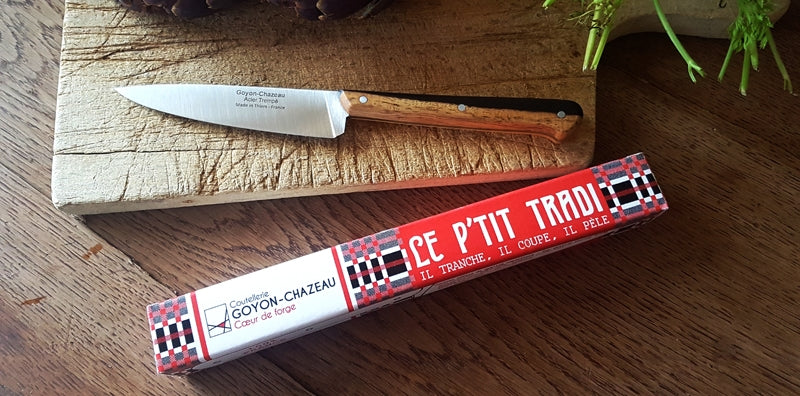 Goyon-Chazeau
Acier Trempé
Made in Thiers - France
LE P'TIT TRADI
IL TRANCHE, IL COUPE, IL PÈLE
Coutellerie
GOYON-CHAZEAU
Cœur de forge